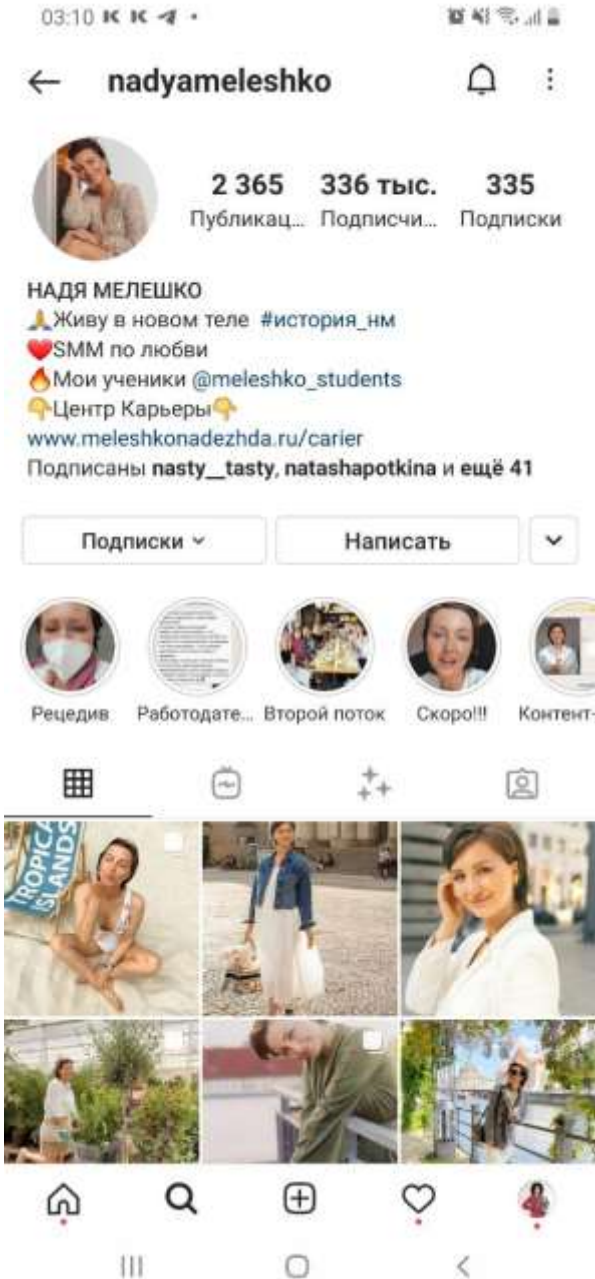 03:10
nadyameleshko
2 365 336 тыс. 335
Публикац... Подписчи... Подписки
НАДЯ МЕЛЕШКО
🙏Живу в новом теле #история_нм
❤️SMM по любви
🔥Мои ученики @meleshko_students
👇Центр Карьеры👇
www.meleshkonadezhda.ru/carier
Подписаны nasty__tasty, natashapotkina и ещё 41
Подписки Написать
Рецедив Работодате... Второй поток Скоро!!! Контент-
TROPICA
ISLANDS